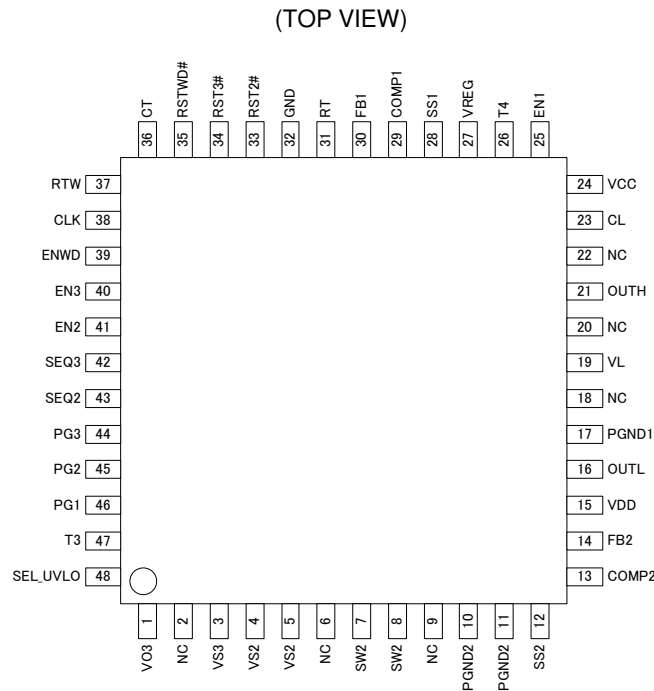 (TOP VIEW)
CT RSTWD# RST3# RST2# GND RT FB1 COMP1 SS1 VREG T4 EN1
36 35 34 33 32 31 30 29 28 27 26 25
RTW 37 24 VCC
CLK 38 23 CL
ENWD 39 22 NC
EN3 40 21 OUTH
EN2 41 20 NC
SEQ3 42 19 VL
SEQ2 43 18 NC
PG3 44 17 PGND1
PG2 45 16 OUTL
PG1 46 15 VDD
T3 47 14 FB2
SEL_UVLO 48 13 COMP2
1 2 3 4 5 6 7 8 9 10 11 12
VO3 NC VS3 VS2 VS2 NC SW2 SW2 NC PGND2 PGND2 SS2